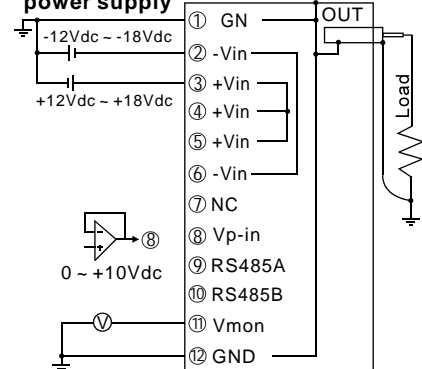 power supply
① GN
OUT
-12Vdc ~ -18Vdc
② -Vin
③ +Vin
+12Vdc ~ +18Vdc
④ +Vin
Load
⑤ +Vin
⑥ -Vin
⑦ NC
⑧ Vp-in
⑧
0 ~ +10Vdc
⑨ RS485A
⑩ RS485B
V
⑪ Vmon
⑫ GND